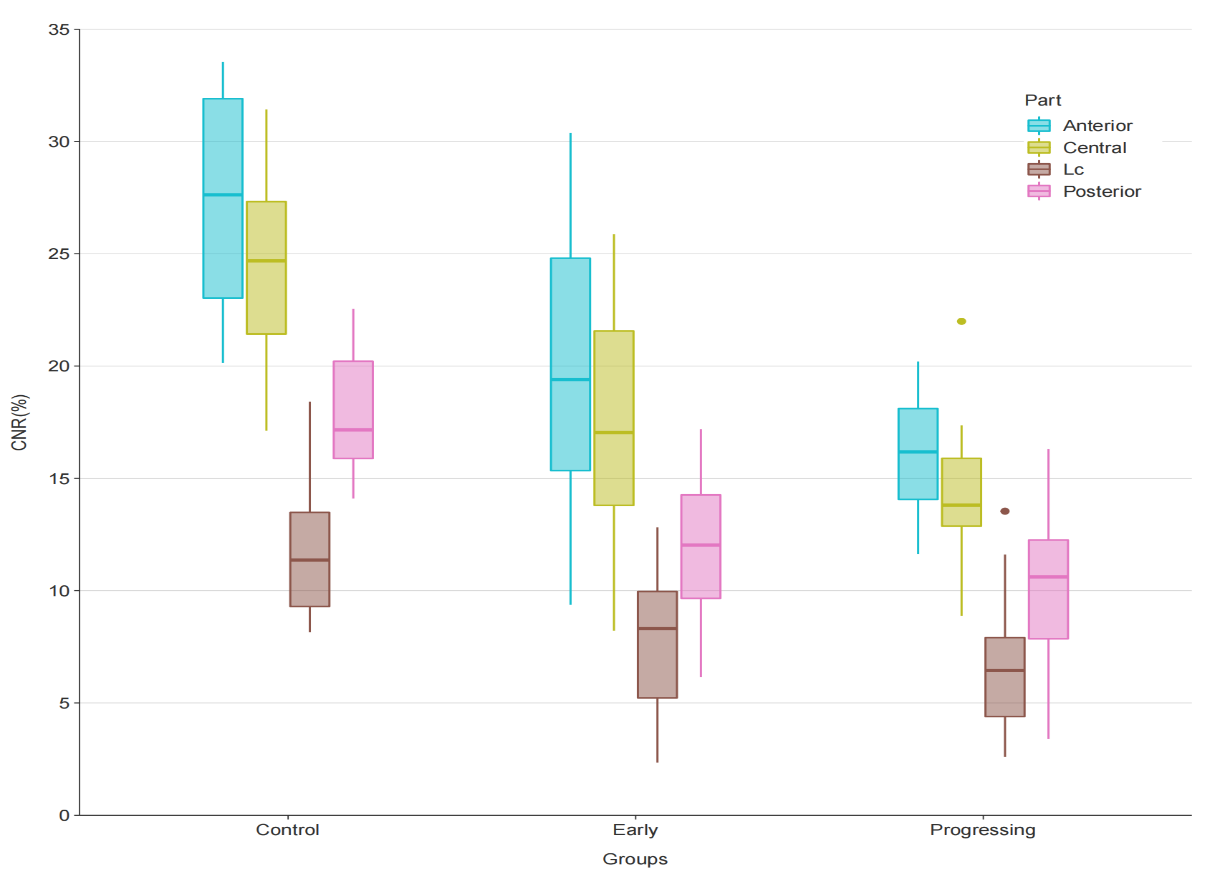 35
30
25
20
15
10
5
0
CNR(%)
Part
Anterior
Central
Lc
Posterior
Control Early Progressing
Groups